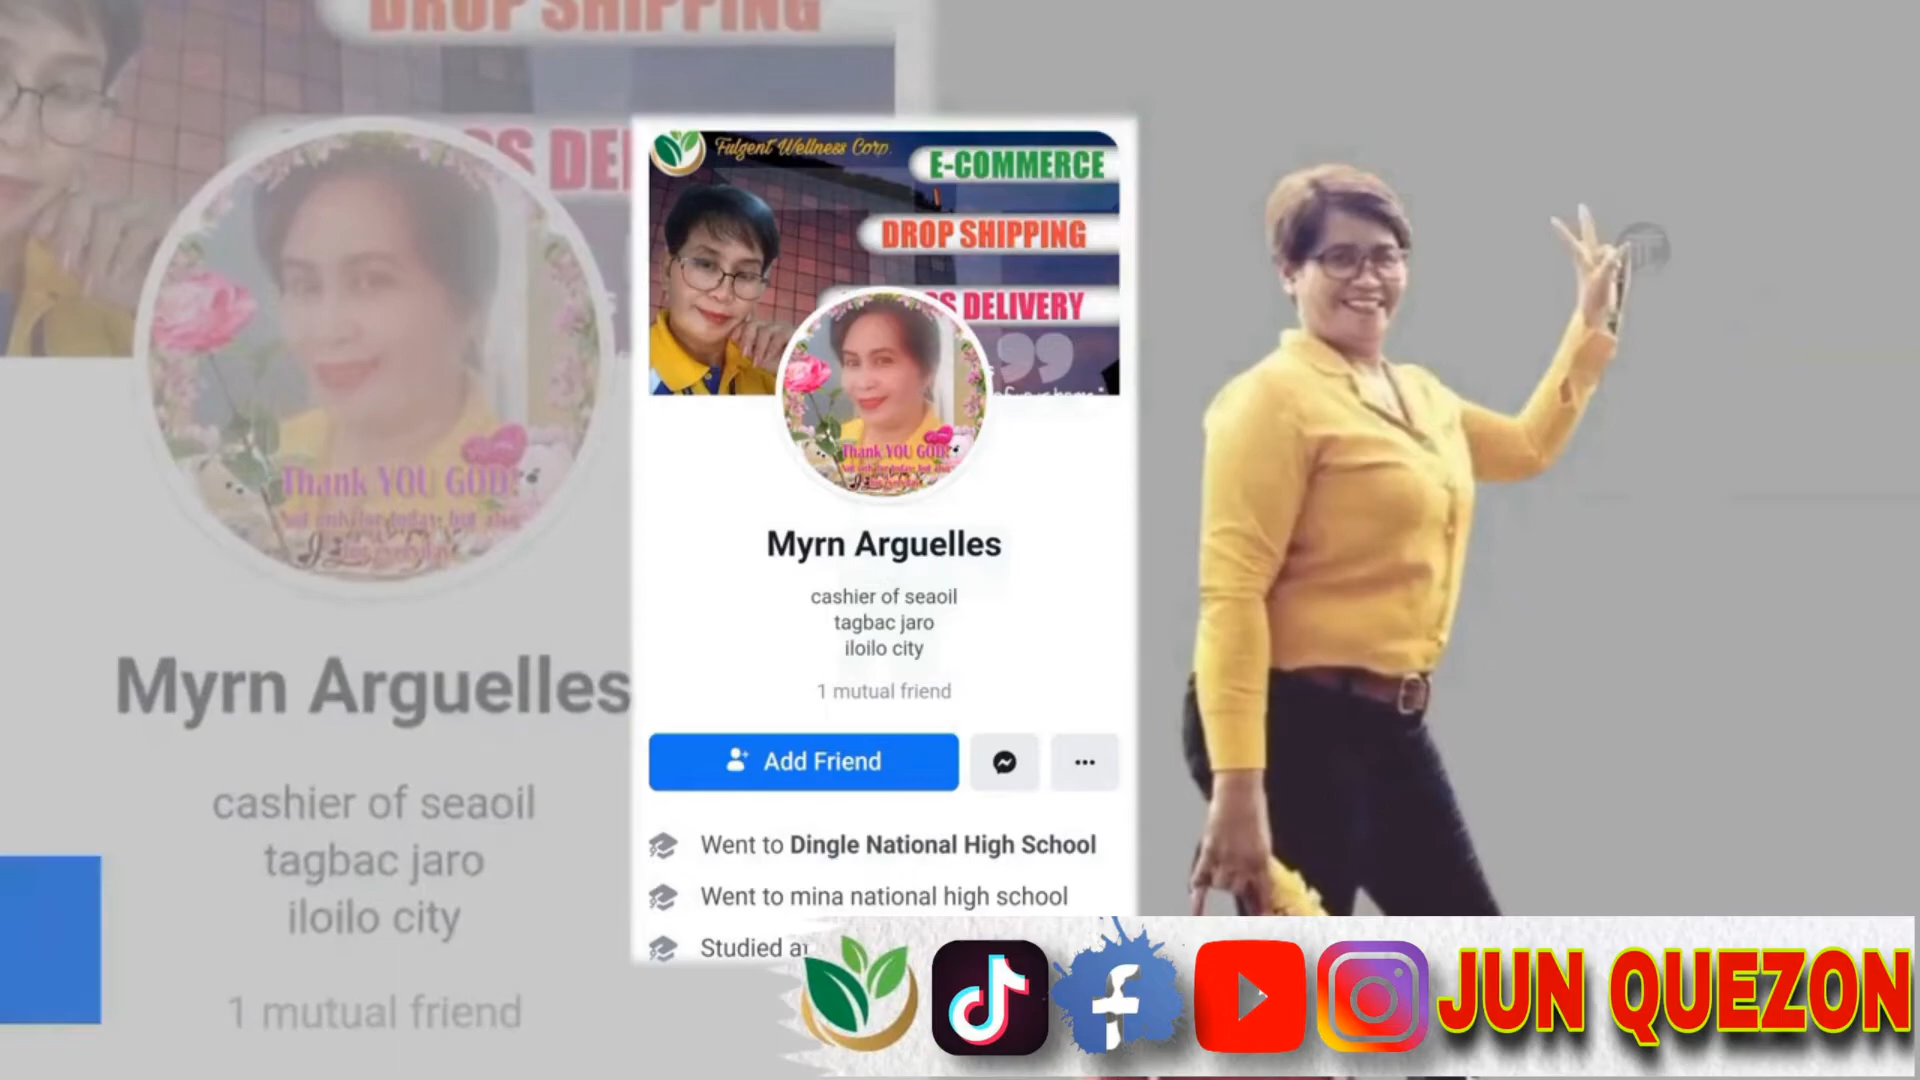 DROP SHIPPING
S DEL
Thank YOU GOD!
Myrn Arguelles
cashier of seaoil
tagbac jaro
iloilo city
1 mutual friend
Fulgent Wellness Corp.
E-COMMERCE
DROP SHIPPING
S DELIVERY
Thank YOU GOD!
Myrn Arguelles
cashier of seaoil
tagbac jaro
iloilo city
1 mutual friend
Add Friend
Went to Dingle National High School
Went to mina national high school
Studied a
JUN QUEZON